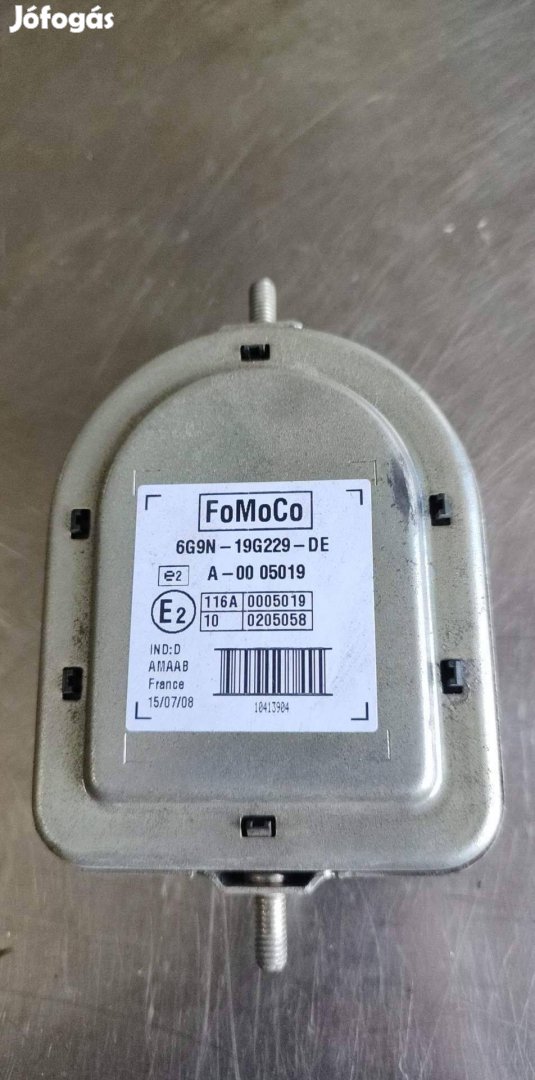 Jófogás
FoMoCo
6G9N-19G229-DE
e2 A-00 05019
E2 116A 0005019
10 0205058
IND:D
AMAAB
France
15/07/08
10413904